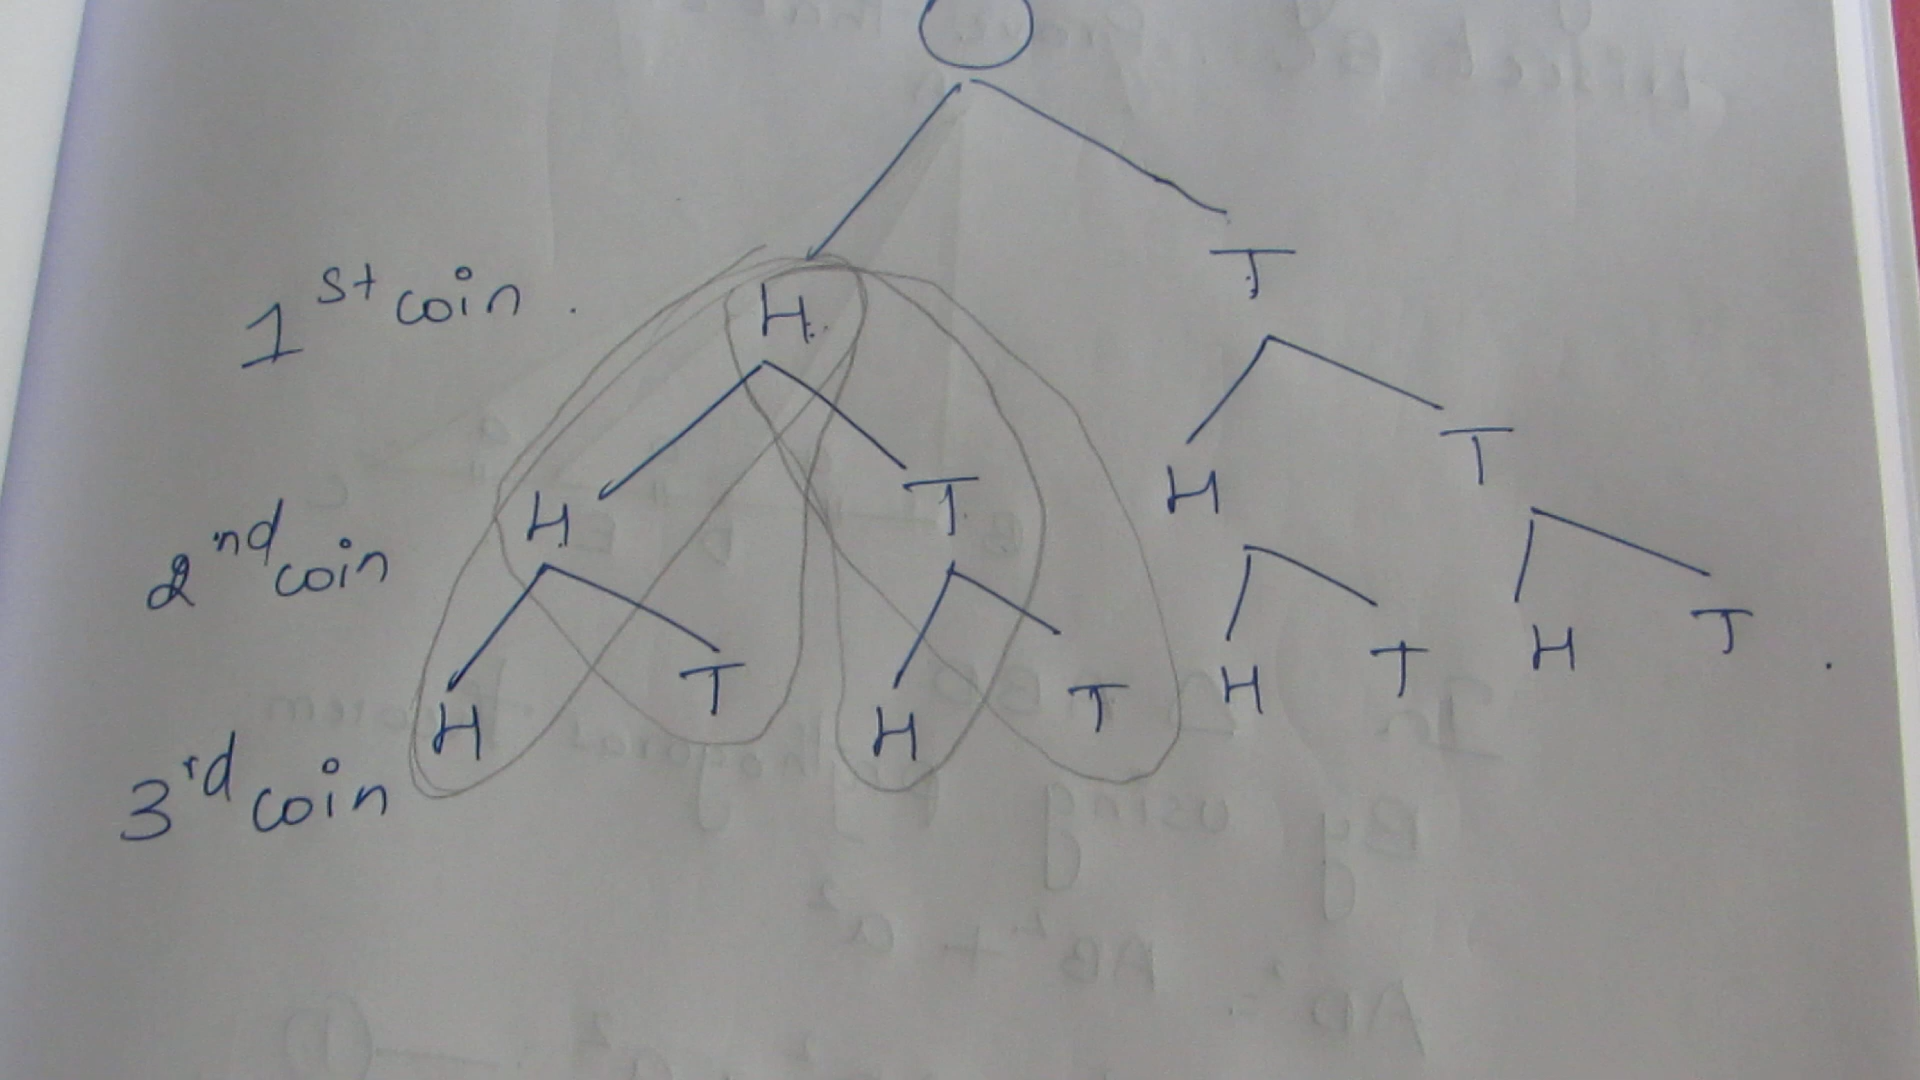 1st coin.
H T
2nd coin
H T H T
3rd coin
H T H T H T H T